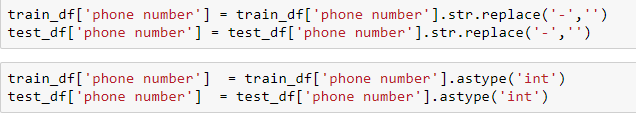 train_df['phone number'] = train_df['phone number'].str.replace('-','')
test_df['phone number'] = test_df['phone number'].str.replace('-','')
train_df['phone number']  = train_df['phone number'].astype('int')
test_df['phone number']  = test_df['phone number'].astype('int')